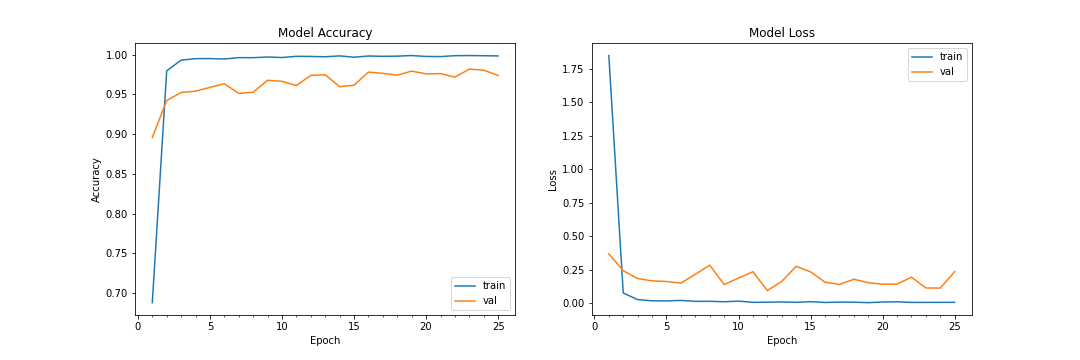 Model Accuracy
1.00
0.95
0.90
0.85
0.80
0.75
0.70
Accuracy
train
val
0 5 10 15 20 25
Epoch
Model Loss
1.75
1.50
1.25
1.00
0.75
0.50
0.25
0.00
Loss
train
val
0 5 10 15 20 25
Epoch